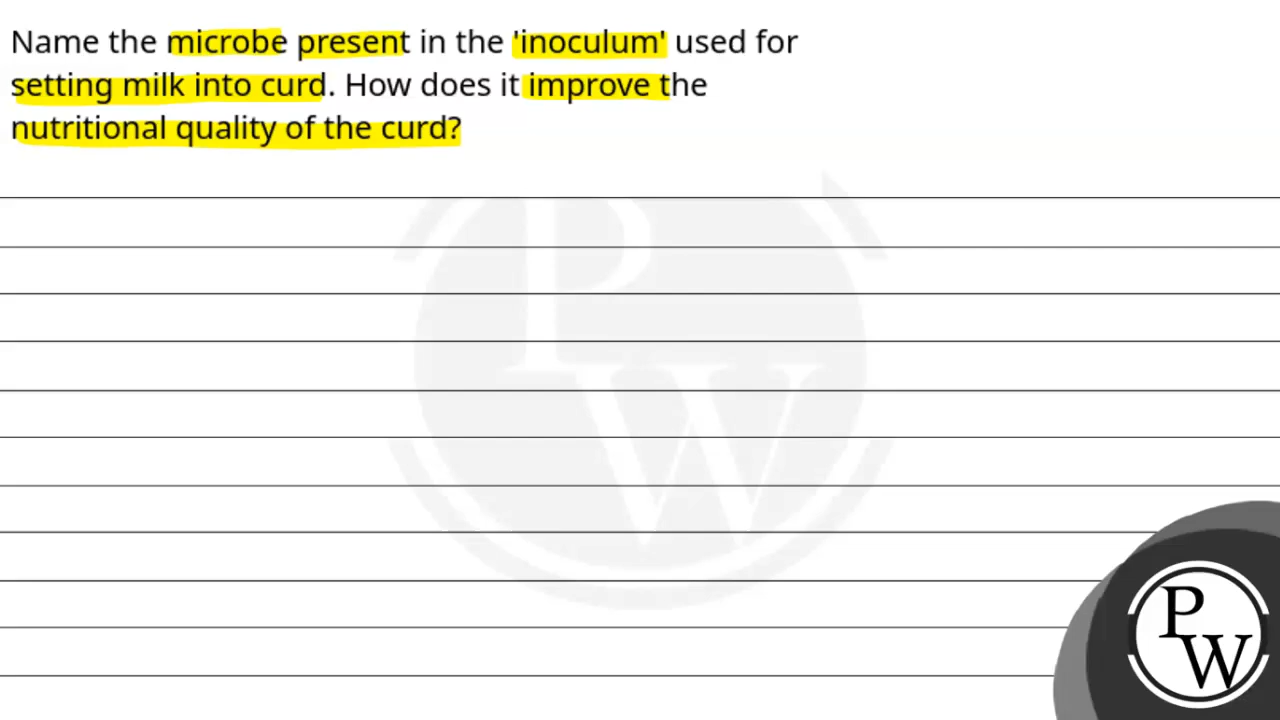 Name the microbe present in the 'inoculum' used for
setting milk into curd. How does it improve the
nutritional quality of the curd?
PW
PW